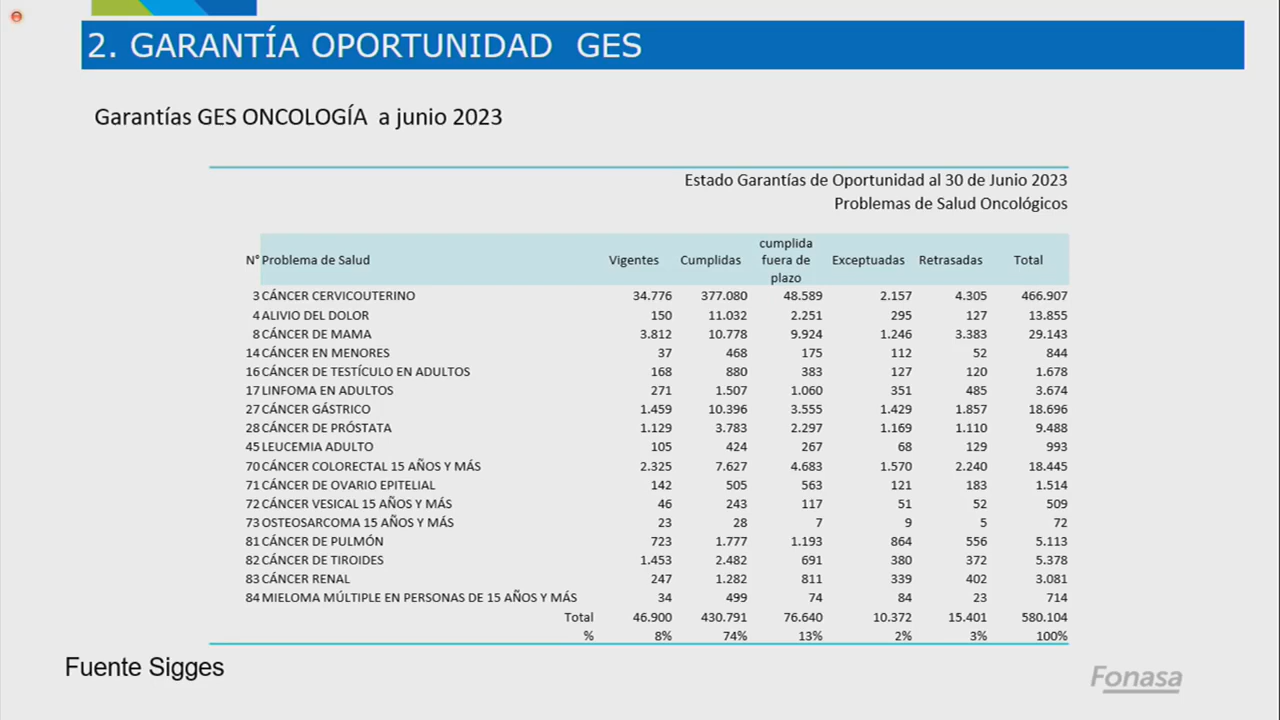 2. GARANTÍA OPORTUNIDAD GES
Garantías GES ONCOLOGÍA a junio 2023
Estado Garantías de Oportunidad al 30 de Junio 2023
Problemas de Salud Oncológicos
N° Problema de Salud Vigentes Cumplidas cumplida fuera de plazo Exceptuadas Retrasadas Total
3 CÁNCER CERVICOUTERINO 34.776 377.080 48.589 2.157 4.305 466.907
4 ALIVIO DEL DOLOR 150 11.032 2.251 295 127 13.855
8 CÁNCER DE MAMA 3.812 10.778 9.924 1.246 3.383 29.143
14 CÁNCER EN MENORES 37 468 175 112 52 844
16 CÁNCER DE TESTÍCULO EN ADULTOS 168 880 383 127 120 1.678
17 LINFOMA EN ADULTOS 271 1.507 1.060 351 485 3.674
27 CÁNCER GÁSTRICO 1.459 10.396 3.555 1.429 1.857 18.696
28 CÁNCER DE PRÓSTATA 1.129 3.783 2.297 1.169 1.110 9.488
45 LEUCEMIA ADULTO 105 424 267 68 129 993
70 CÁNCER COLORECTAL 15 AÑOS Y MÁS 2.325 7.627 4.683 1.570 2.240 18.445
71 CÁNCER DE OVARIO EPITELIAL 142 505 563 121 183 1.514
72 CÁNCER VESICAL 15 AÑOS Y MÁS 46 243 117 51 52 509
73 OSTEOSARCOMA 15 AÑOS Y MÁS 23 28 7 9 5 72
81 CÁNCER DE PULMÓN 723 1.777 1.193 864 556 5.113
82 CÁNCER DE TIROIDES 1.453 2.482 691 380 372 5.378
83 CÁNCER RENAL 247 1.282 811 339 402 3.081
84 MIELOMA MÚLTIPLE EN PERSONAS DE 15 AÑOS Y MÁS 34 499 74 84 23 714
Total 46.900 430.791 76.640 10.372 15.401 580.104
% 8% 74% 13% 2% 3% 100%
Fuente Sigges
Fonasa